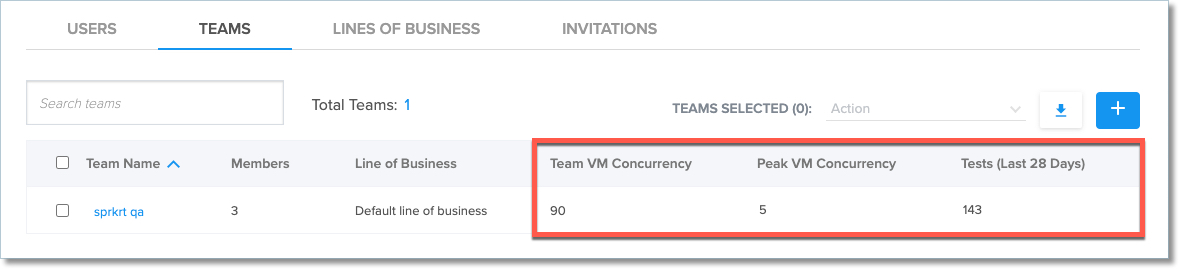 USERS TEAMS LINES OF BUSINESS INVITATIONS
Search teams Total Teams: 1 TEAMS SELECTED (0): Action
Team Name Members Line of Business Team VM Concurrency Peak VM Concurrency Tests (Last 28 Days)
sprkrt qa 3 Default line of business 90 5 143